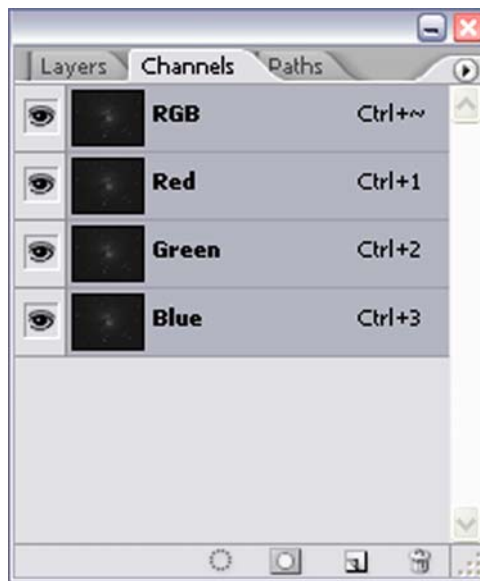 Layers Channels Paths
RGB Ctrl+~
Red Ctrl+1
Green Ctrl+2
Blue Ctrl+3